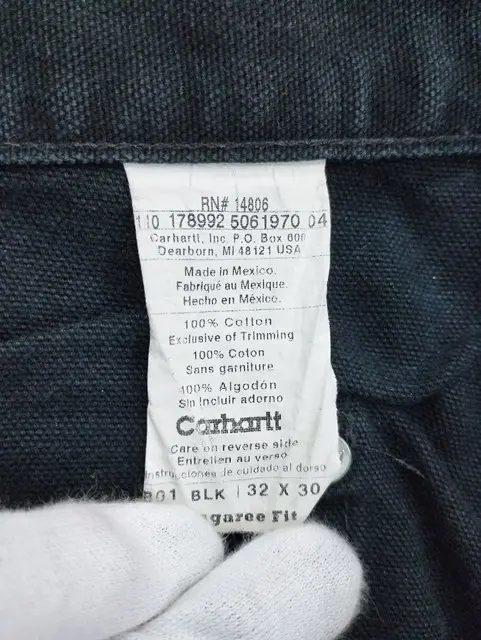 RN# 14806
110 178992 5061970 04
Carhartt, Inc. P.O. Box 600
Dearborn, MI 48121 USA
Made in Mexico.
Fabriqué au Mexique.
Hecho en México.
100% Cotton
Exclusive of Trimming
100% Coton
Sans garniture
100% Algodón
Sin Incluir adorno
Carhartt
Care on reverse side
Entretien au verso
Instrucciones de cuidado al dorso
B01 BLK 32 X 30
garee Fit